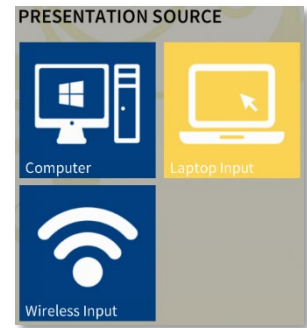 PRESENTATION SOURCE
Computer
Laptop Input
Wireless Input